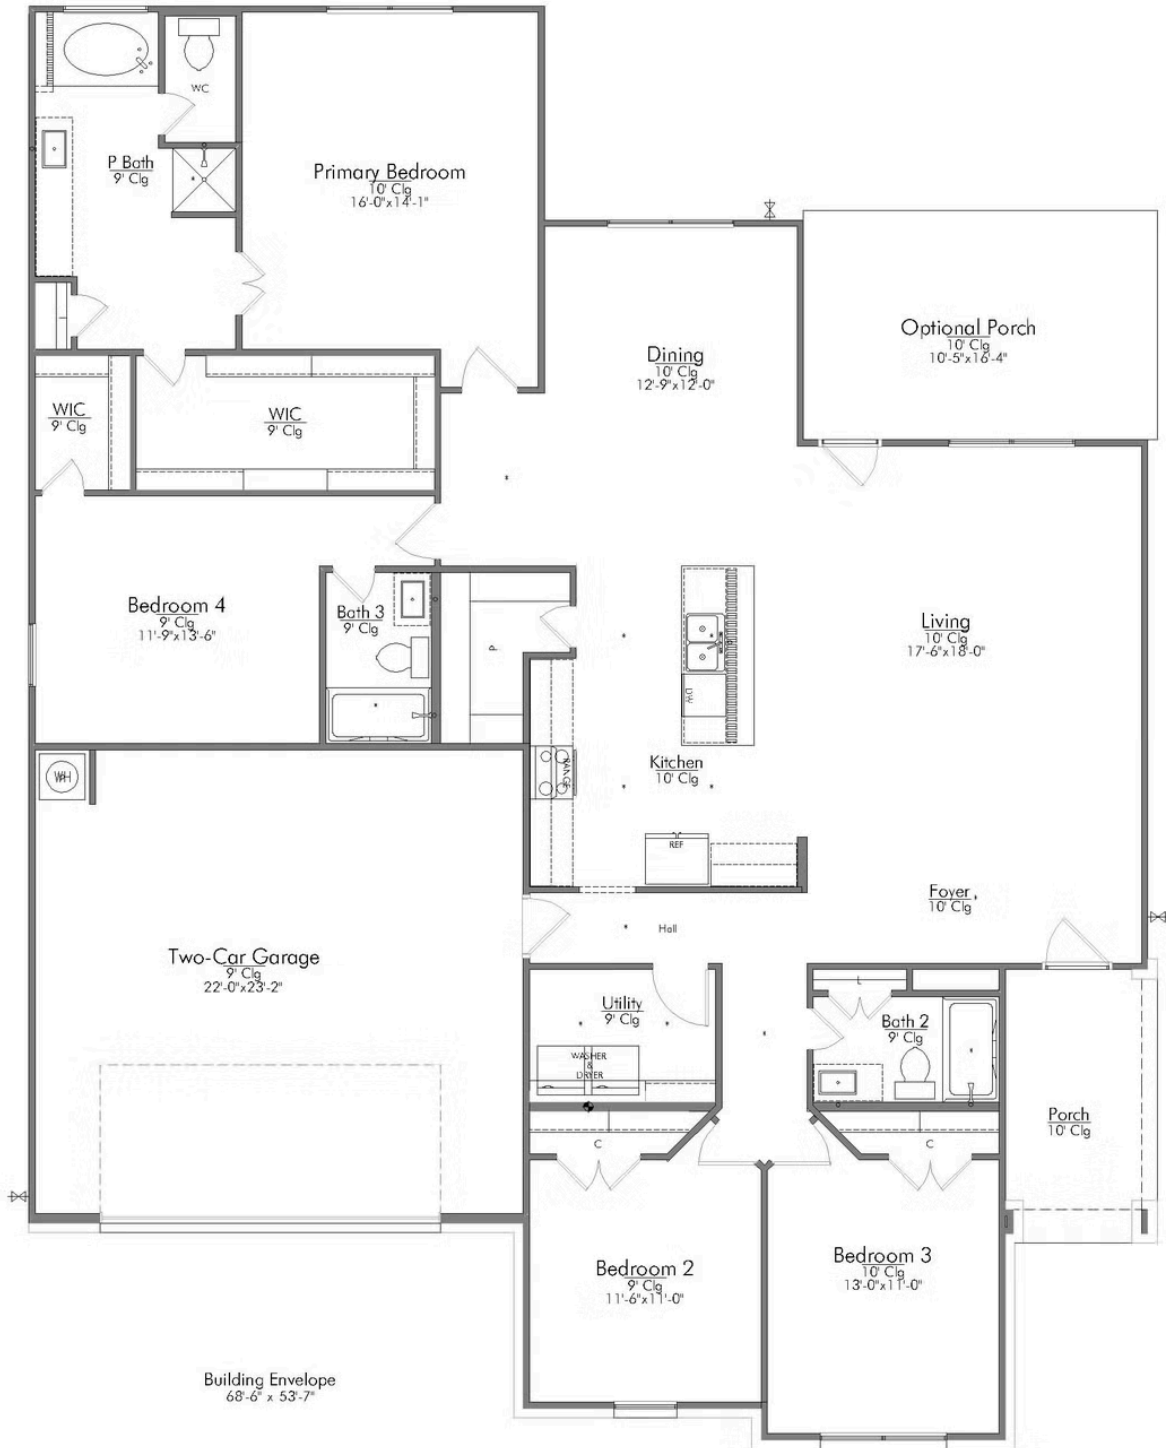 WC
P Bath
9' Clg
Primary Bedroom
10' Clg
16'-0"x14'-1"
Optional Porch
10' Clg
10'-5"x16'-4"
Dining
10' Clg
12'-9"x12'-0"
WIC
9' Clg
WIC
9' Clg
Bedroom 4
9' Clg
11'-9"x13'-6"
Bath 3
9' Clg
P
DW
Living
10' Clg
17'-6"x18'-0"
WH
RANGE
Kitchen
10' Clg
REF
Foyer
10' Clg
Hall
Two-Car Garage
9' Clg
22'-0"x23'-2"
Utility
9' Clg
WASHER
&
DRYER
L
Bath 2
9' Clg
Porch
10' Clg
C
C
Bedroom 2
9' Clg
11'-6"x11'-0"
Bedroom 3
10' Clg
13'-0"x11'-0"
Building Envelope
68'-6" x 53'-7"